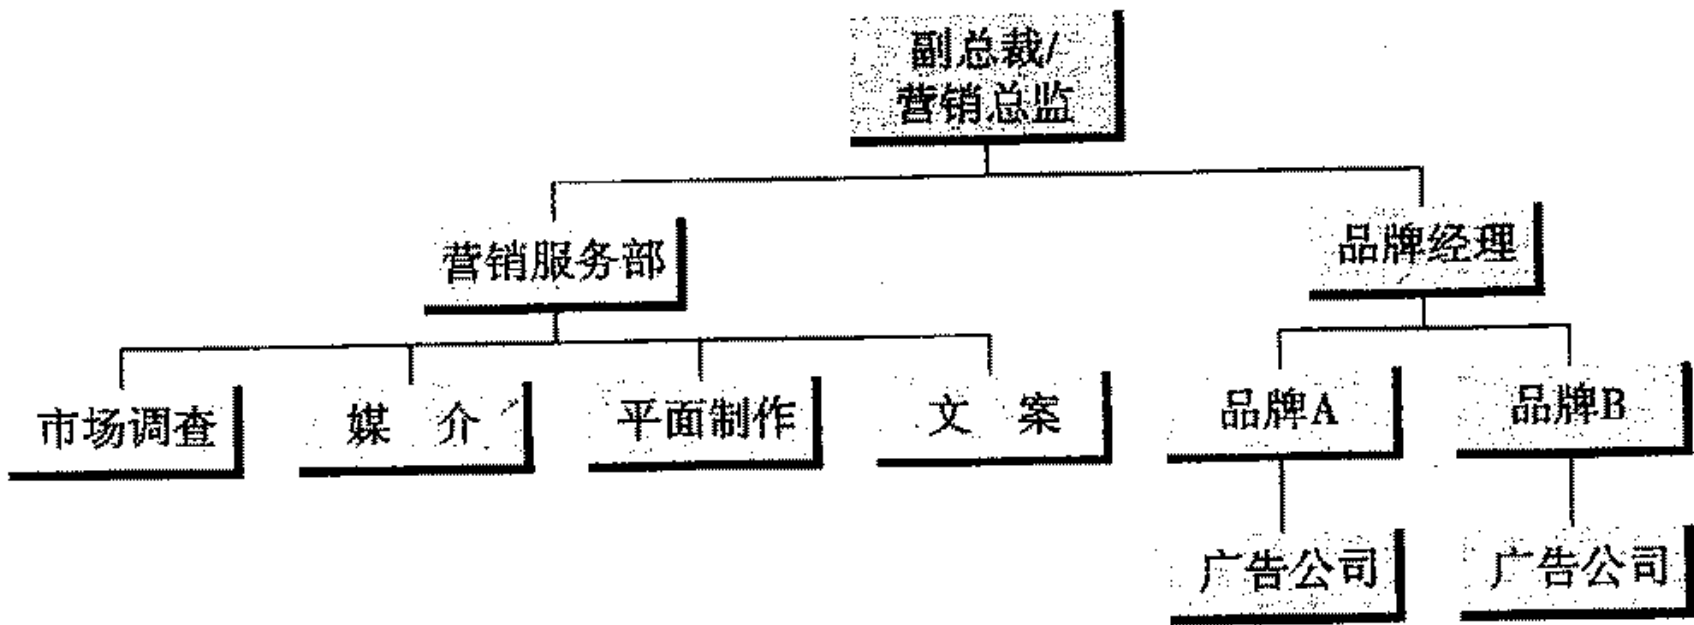 副总裁/
营销总监
营销服务部
品牌经理
市场调查
媒 介
平面制作
文 案
品牌A
品牌B
广告公司
广告公司